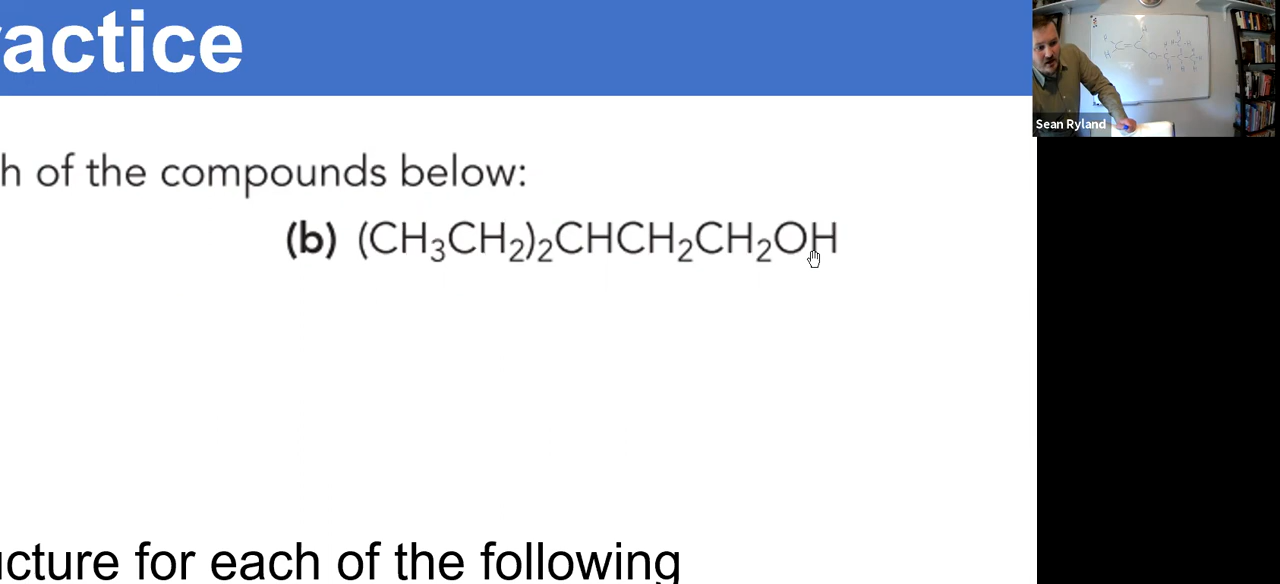 ractice
Sean Ryland
h of the compounds below:
(b) (CH₃CH₂)₂CHCH₂CH₂OH
ucture for each of the following